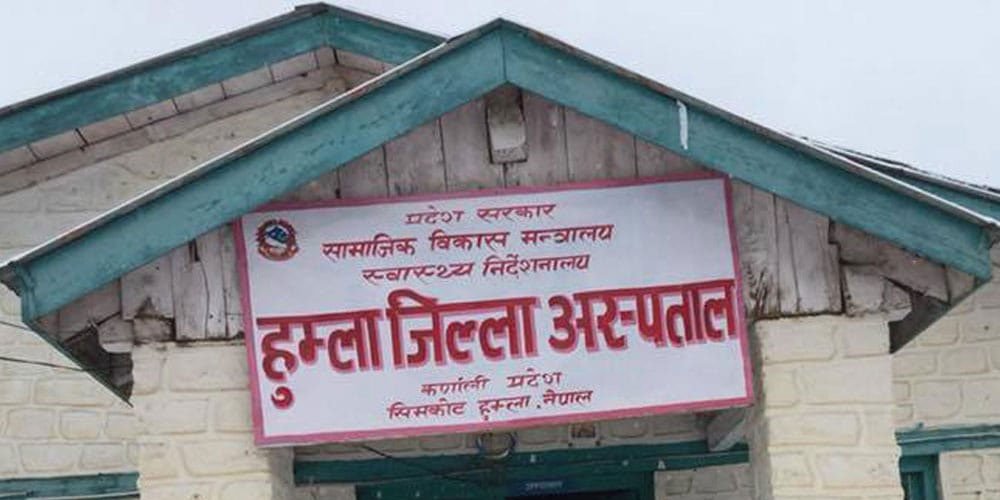 प्रदेश सरकार
सामाजिक विकास मन्त्रालय
स्वास्थ्य निर्देशनालय
हुम्ला जिल्ला अस्पताल
कर्णाली प्रदेश
सिमकोट हुम्ला, नेपाल